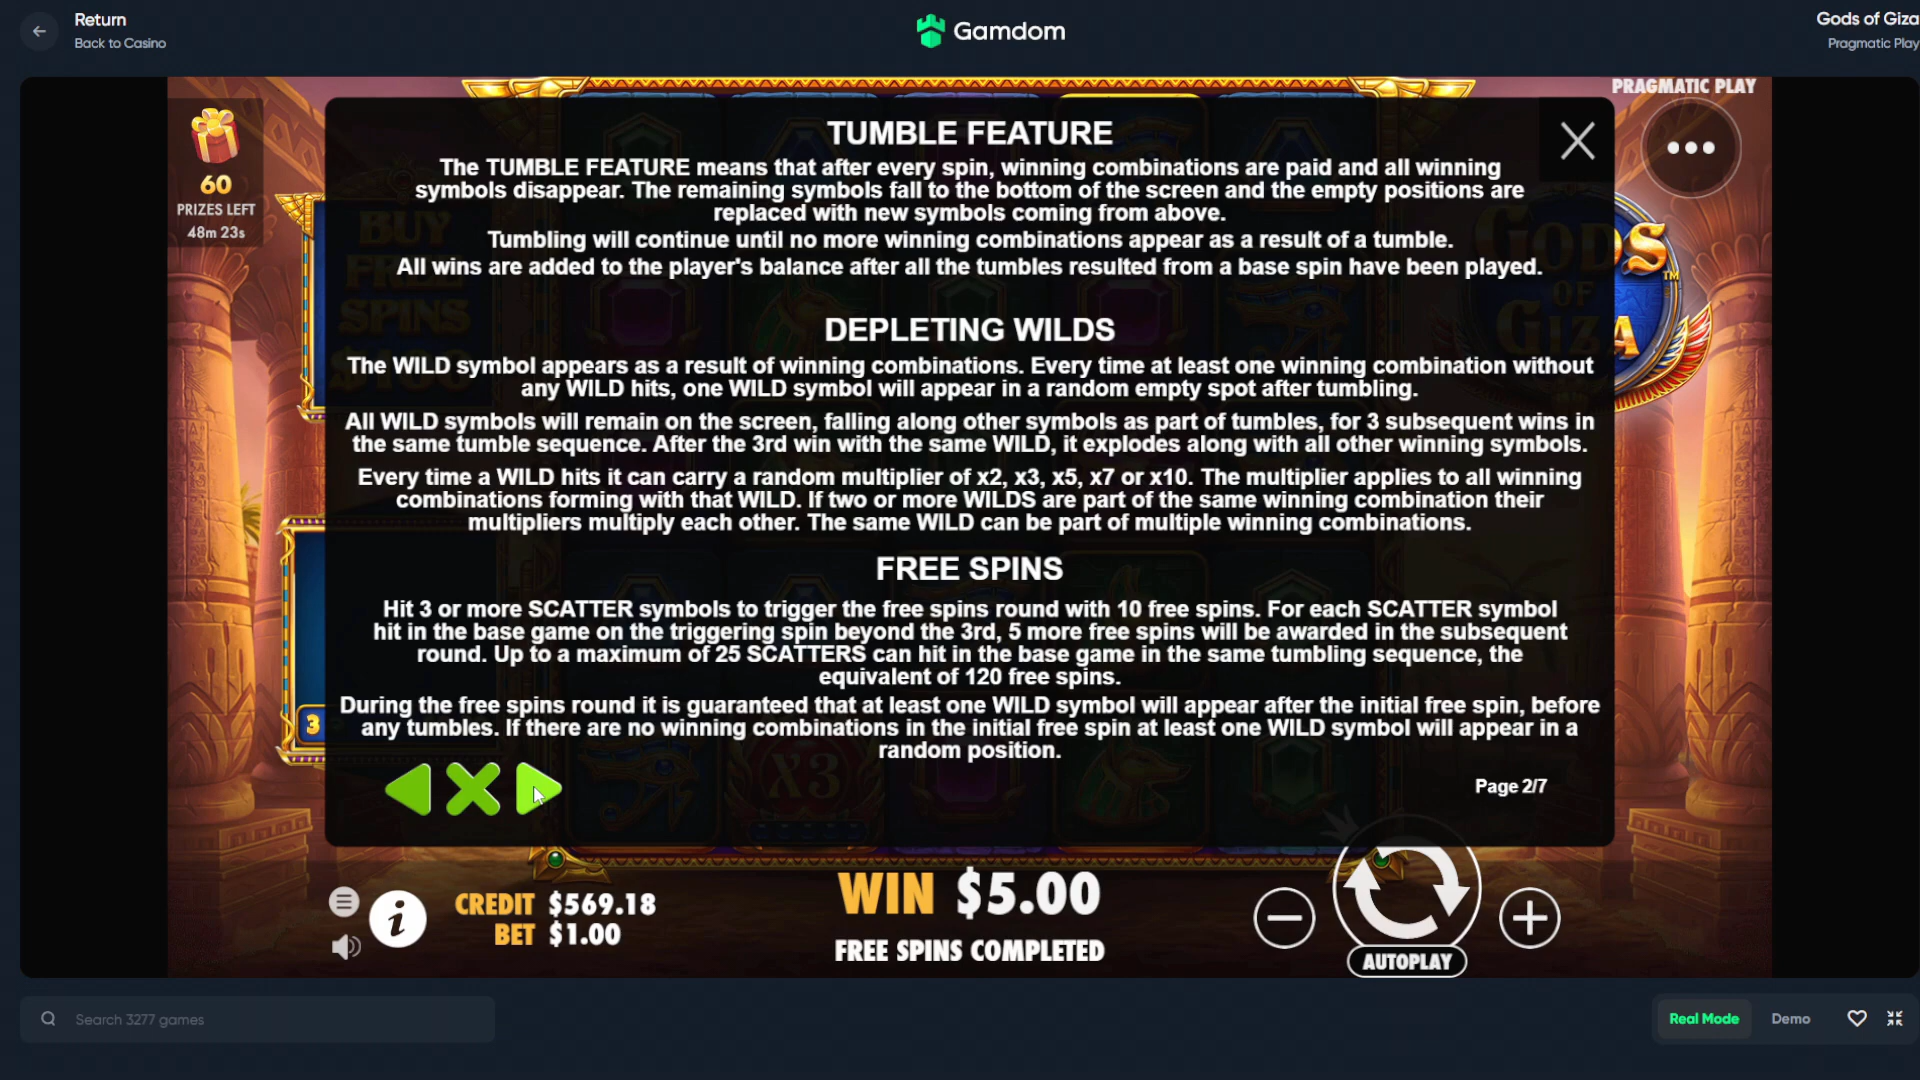 Return
Back to Casino
Gamdom
Gods of Giza
Pragmatic Play
PRAGMATIC PLAY
60
PRIZES LEFT
48m 23s
TUMBLE FEATURE
The TUMBLE FEATURE means that after every spin, winning combinations are paid and all winning
symbols disappear. The remaining symbols fall to the bottom of the screen and the empty positions are
replaced with new symbols coming from above.
Tumbling will continue until no more winning combinations appear as a result of a tumble.
All wins are added to the player's balance after all the tumbles resulted from a base spin have been played.
BUY
FREE
SPINS
$100
GODS
OF
GIZA
TM
DEPLETING WILDS
The WILD symbol appears as a result of winning combinations. Every time at least one winning combination without
any WILD hits, one WILD symbol will appear in a random empty spot after tumbling.
All WILD symbols will remain on the screen, falling along other symbols as part of tumbles, for 3 subsequent wins in
the same tumble sequence. After the 3rd win with the same WILD, it explodes along with all other winning symbols.
Every time a WILD hits it can carry a random multiplier of x2, x3, x5, x7 or x10. The multiplier applies to all winning
combinations forming with that WILD. If two or more WILDS are part of the same winning combination their
multipliers multiply each other. The same WILD can be part of multiple winning combinations.
FREE SPINS
Hit 3 or more SCATTER symbols to trigger the free spins round with 10 free spins. For each SCATTER symbol
hit in the base game on the triggering spin beyond the 3rd, 5 more free spins will be awarded in the subsequent
round. Up to a maximum of 25 SCATTERS can hit in the base game in the same tumbling sequence, the
equivalent of 120 free spins.
During the free spins round it is guaranteed that at least one WILD symbol will appear after the initial free spin, before
any tumbles. If there are no winning combinations in the initial free spin at least one WILD symbol will appear in a
random position.
3
X3
Page 2/7
CREDIT $569.18
BET $1.00
WIN $5.00
FREE SPINS COMPLETED
AUTOPLAY
Search 3277 games
Real Mode
Demo